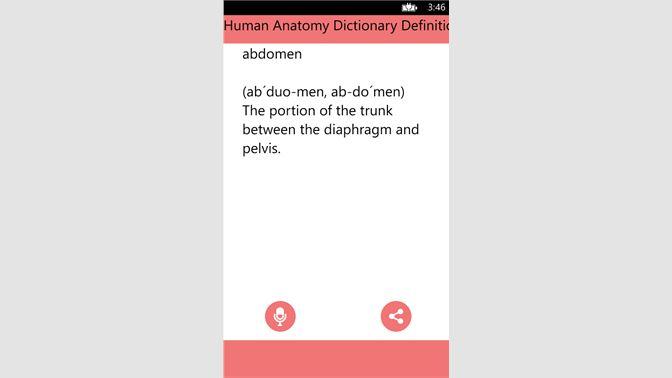 3:46
Human Anatomy Dictionary Definitio
abdomen
(ab´duo-men, ab-do´men)
The portion of the trunk
between the diaphragm and
pelvis.